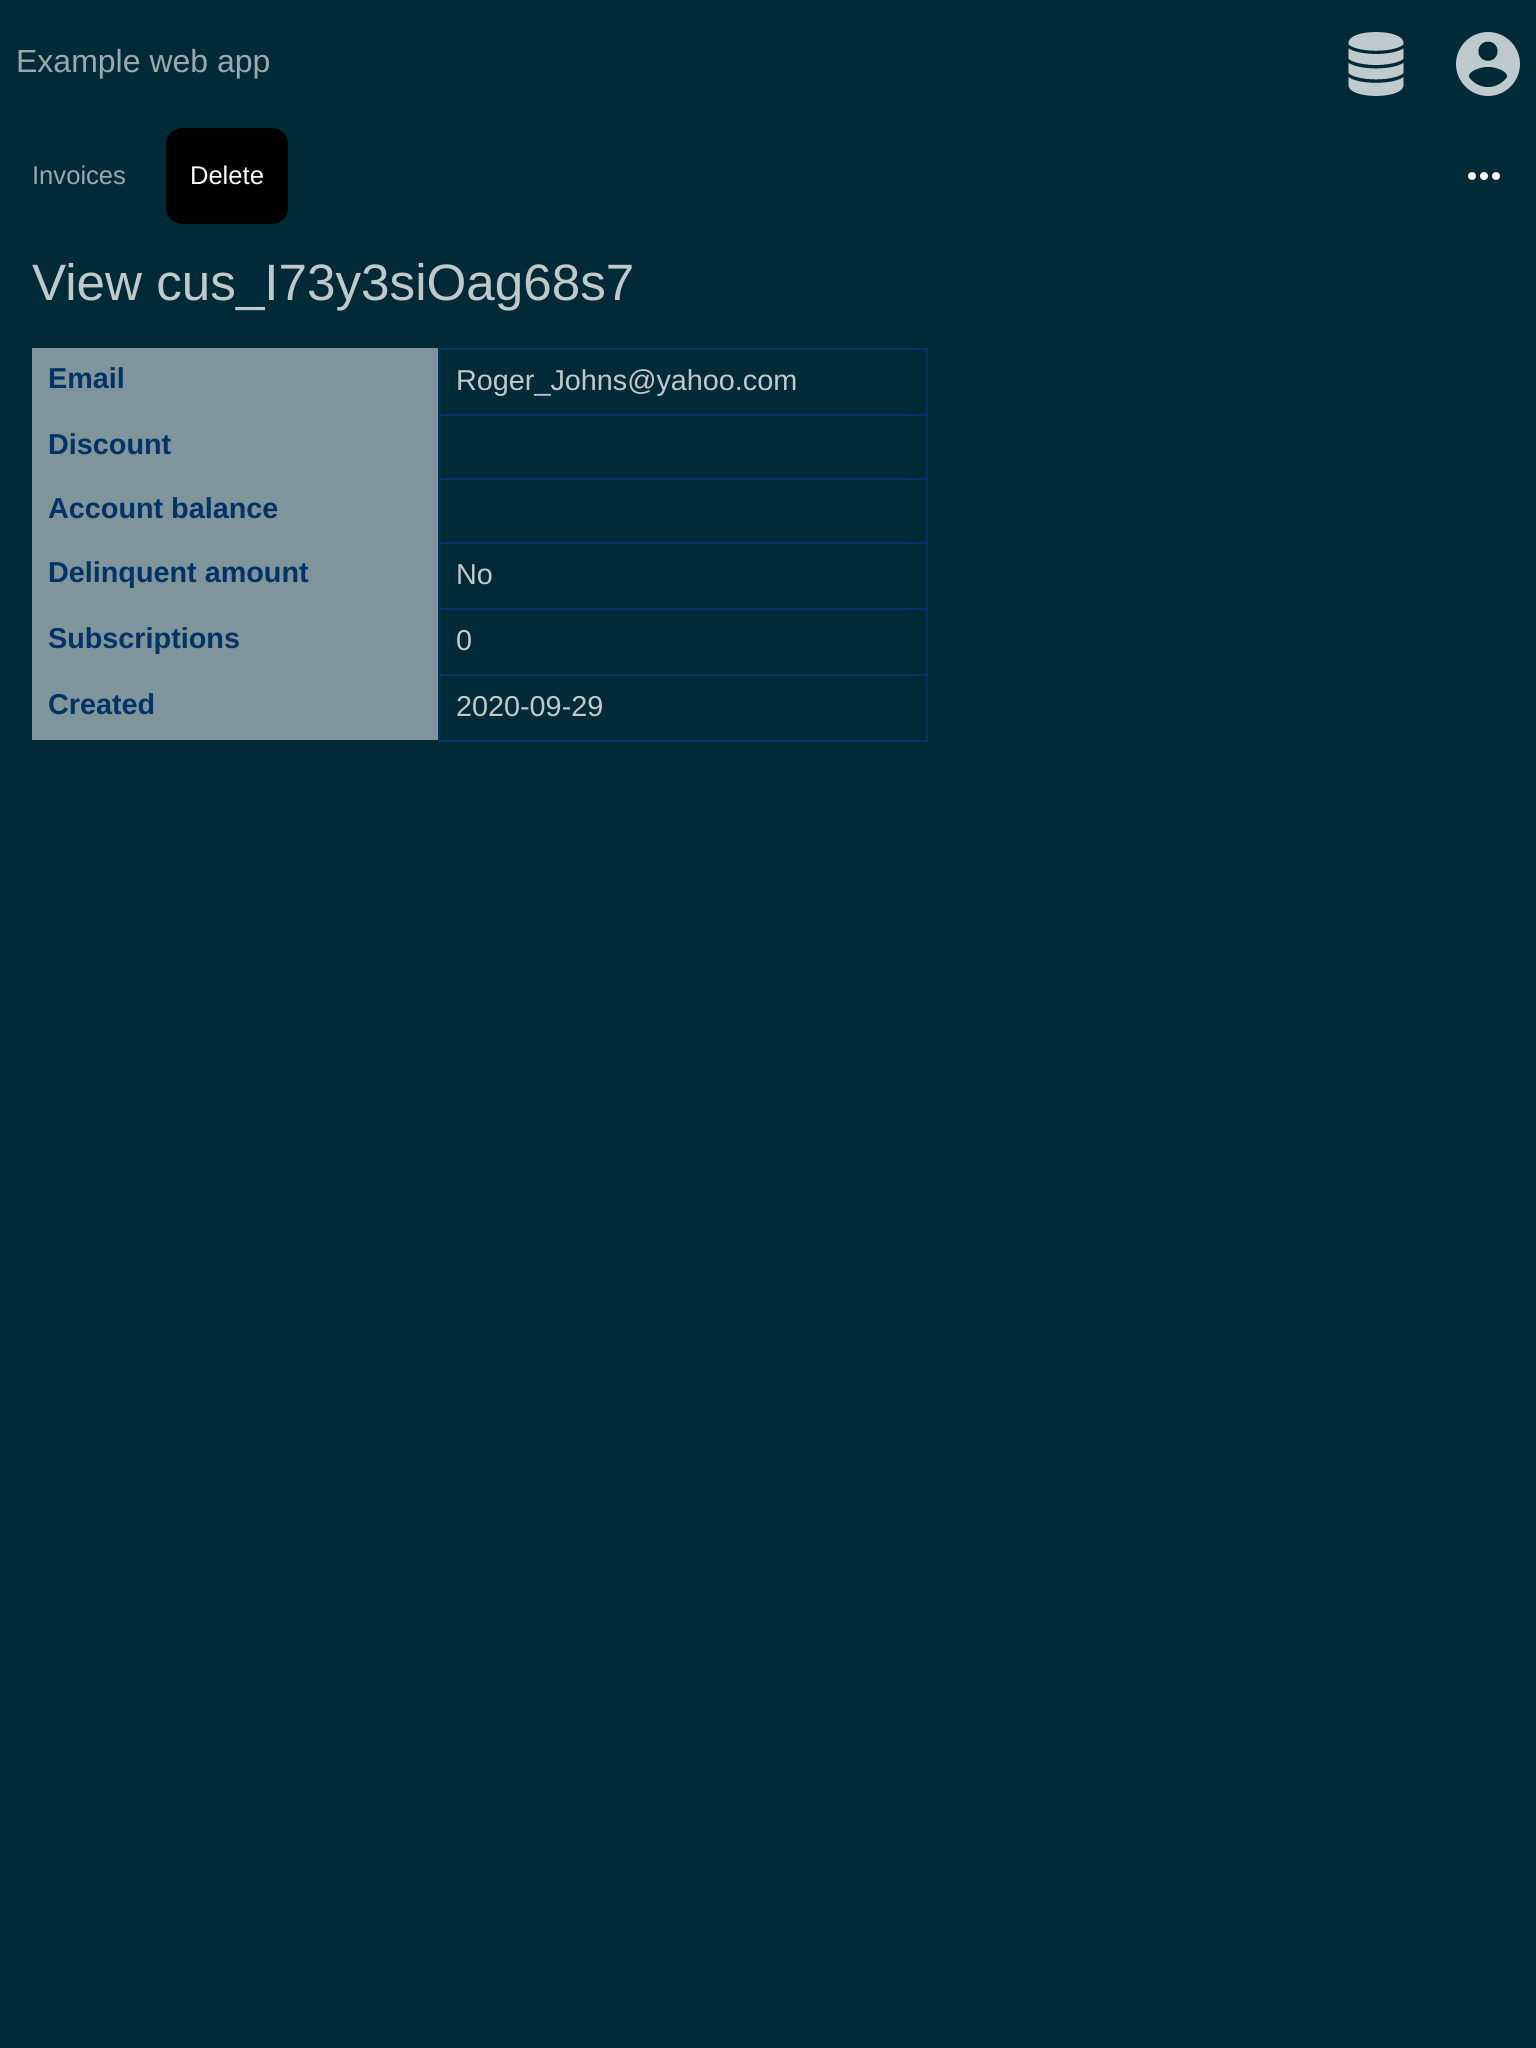 Example web app
Invoices Delete
View cus_I73y3siOag68s7
Email Roger_Johns@yahoo.com
Discount
Account balance
Delinquent amount No
Subscriptions 0
Created 2020-09-29